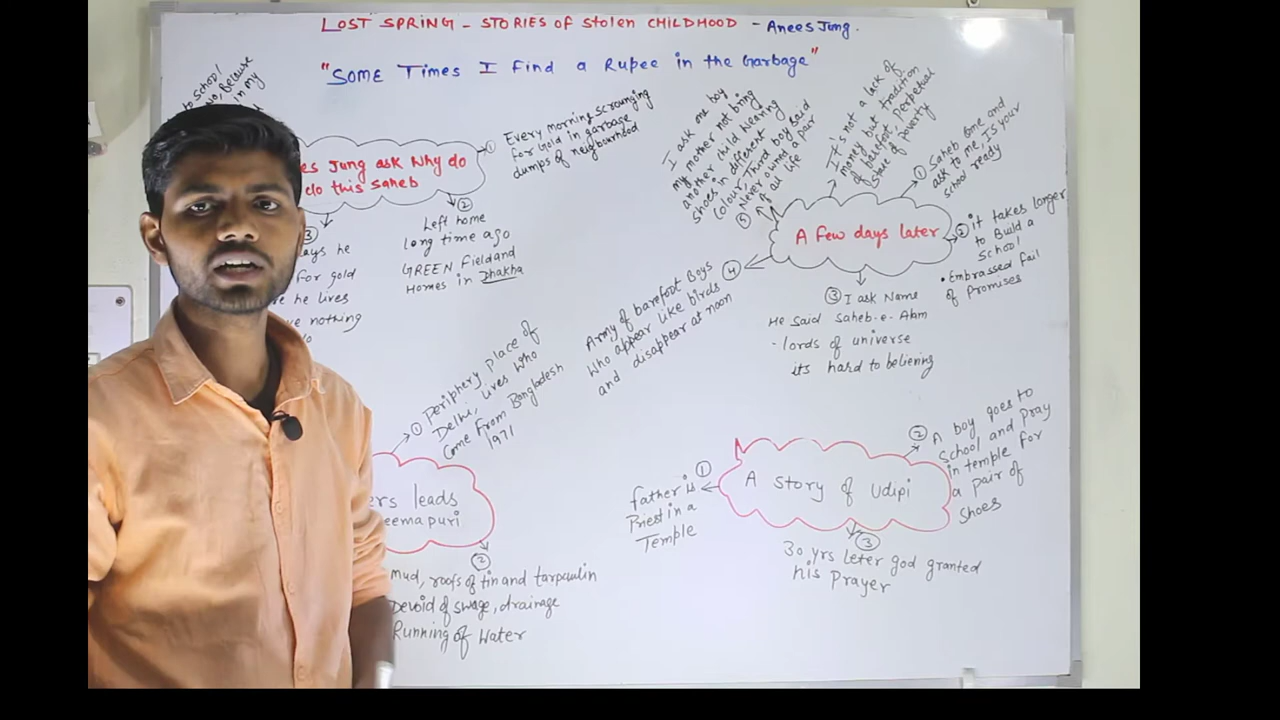 LOST SPRING - STORIES OF STOLEN CHILDHOOD - Anees Jung.
"SOME Times I Find a Rupee in the Garbage"
to school!
No, Because
in my
es Jung ask Why do
do this saheb
① Every morning scrounging
for Gold in garbage
dumps of neighbourhood
②
Left home
long time ago
GREEN Field and
Homes in Dhakha
③
ays he
for gold
e he lives
ve nothing
A few days later
① Saheb come and
ask to me, Is your
school ready
② it takes longer
to Build a
School
• Embrassed fail
of Promises
③ I ask Name
He said Saheb-e-Alam
- lords of universe
its hard to believing
④
Army of barefoot Boys
Who appear like birds
and disappear at noon
I ask one boy
my mother not bring
another child wearing
shoes in different
Colour, Third boy said
⑤ Never owned a pair
of all life
It's not a lack of
money but tradition
of barefoot, perpetual
state of poverty
ers leads
eemapuri
① Periphery place of
Delhi, lives who
Come From Bangladesh
1971
②
Mud, roofs of tin and tarpaulin
Devoid of swage, drainage
Running of Water
A story of Udipi
①
father is
Priest in a
Temple
② A boy goes to
School and pray
in temple for
a pair of
Shoes
③
30 yrs leter god granted
his Prayer